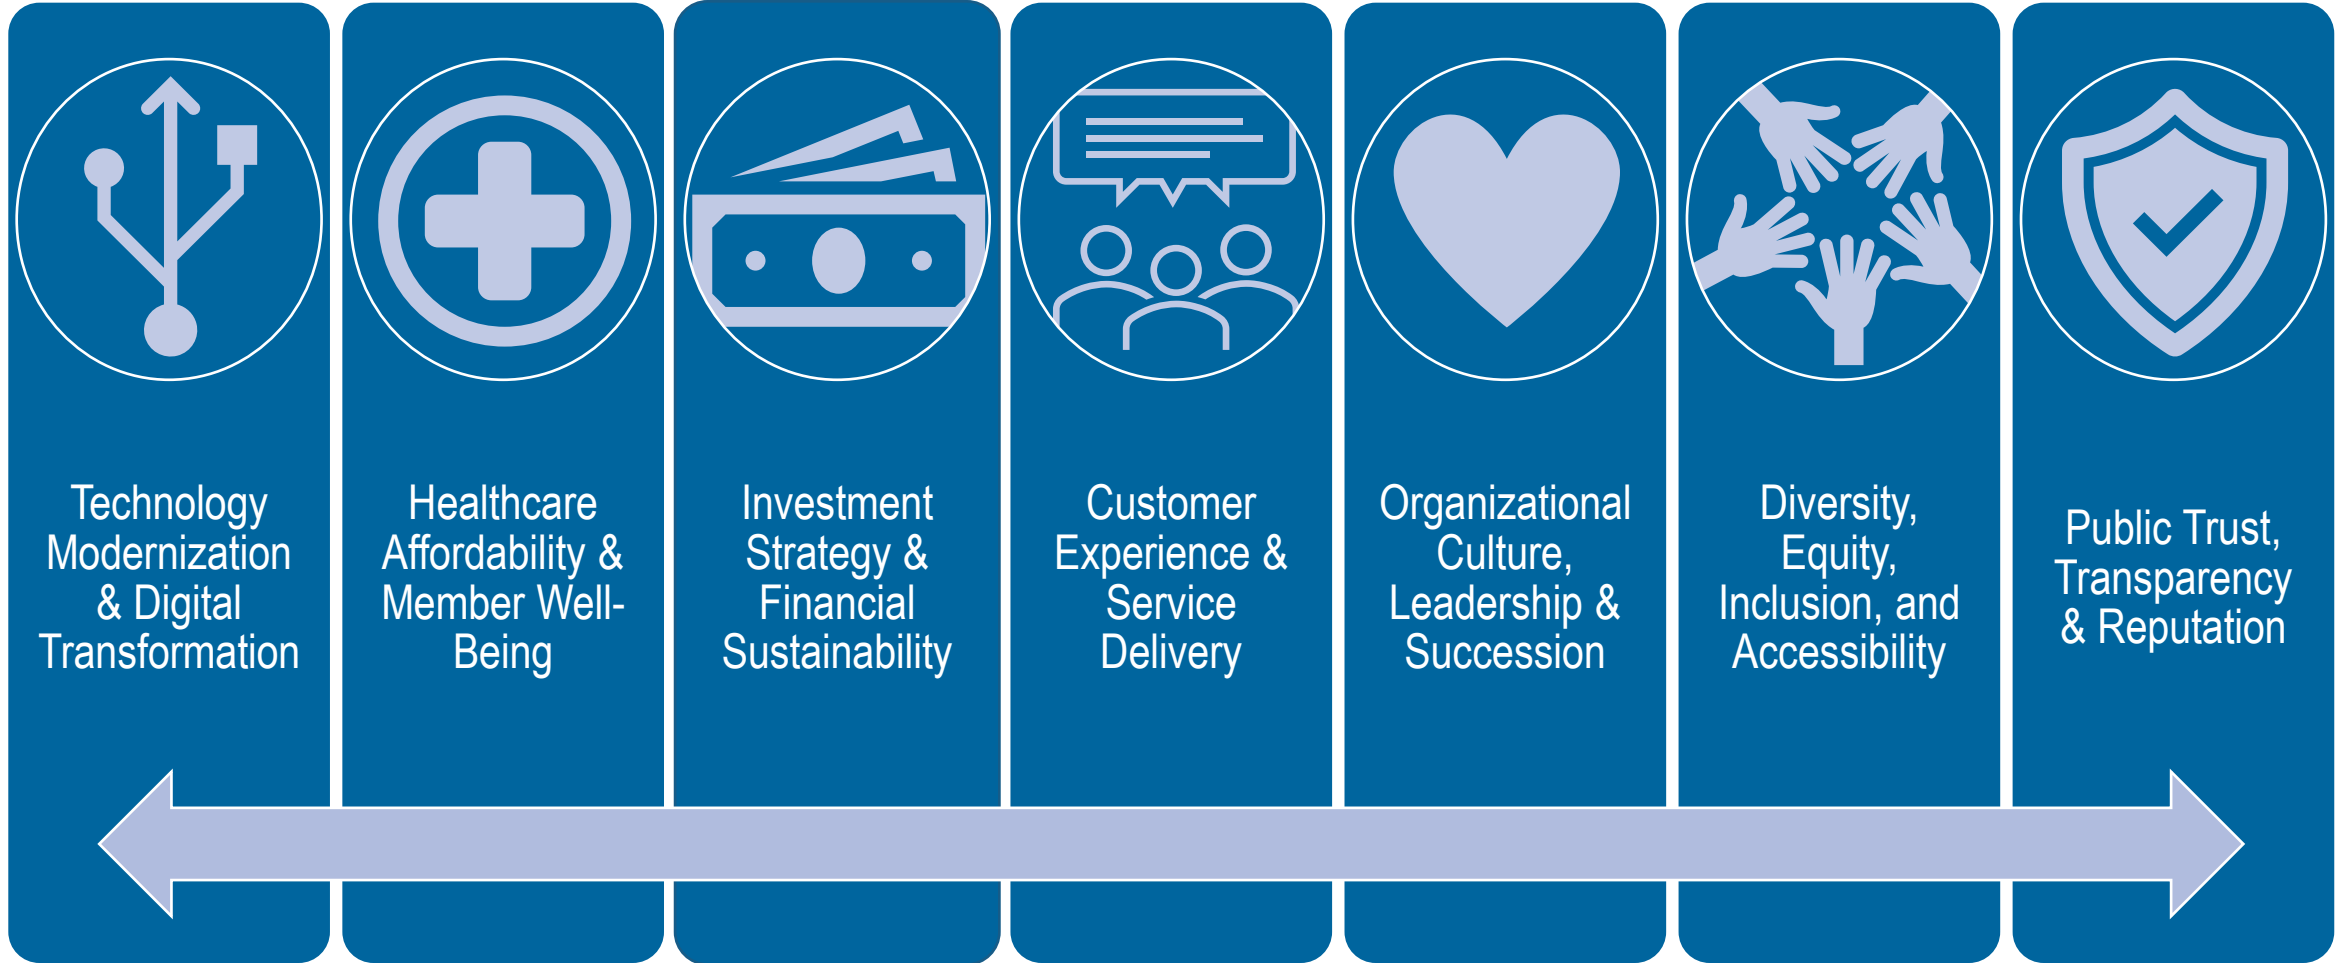 Technology
Modernization
& Digital
Transformation
Healthcare
Affordability &
Member Well-
Being
Investment
Strategy &
Financial
Sustainability
Customer
Experience &
Service
Delivery
Organizational
Culture,
Leadership &
Succession
Diversity,
Equity,
Inclusion, and
Accessibility
Public Trust,
Transparency
& Reputation